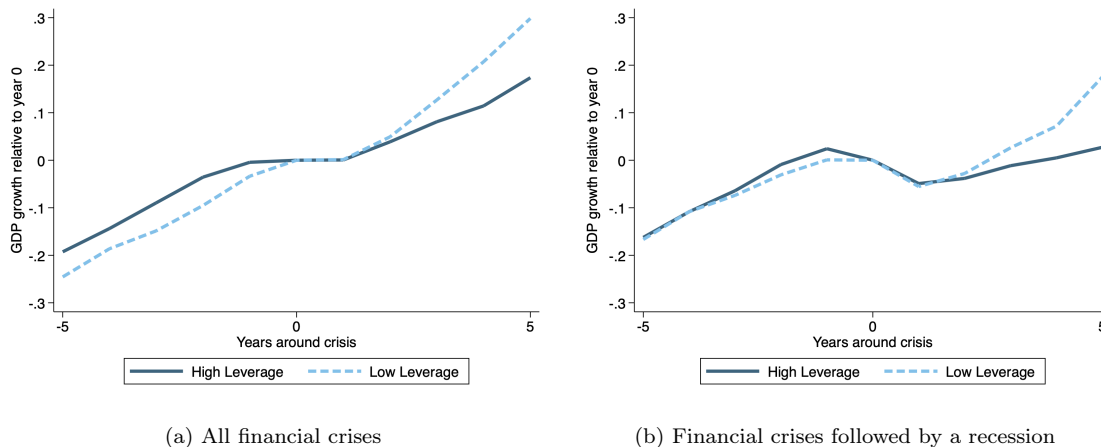 GDP growth relative to year 0
.3
.2
.1
0
-.1
-.2
-.3
-5 0 5
Years around crisis
High Leverage Low Leverage
(a) All financial crises
GDP growth relative to year 0
.3
.2
.1
0
-.1
-.2
-.3
-5 0 5
Years around crisis
High Leverage Low Leverage
(b) Financial crises followed by a recession